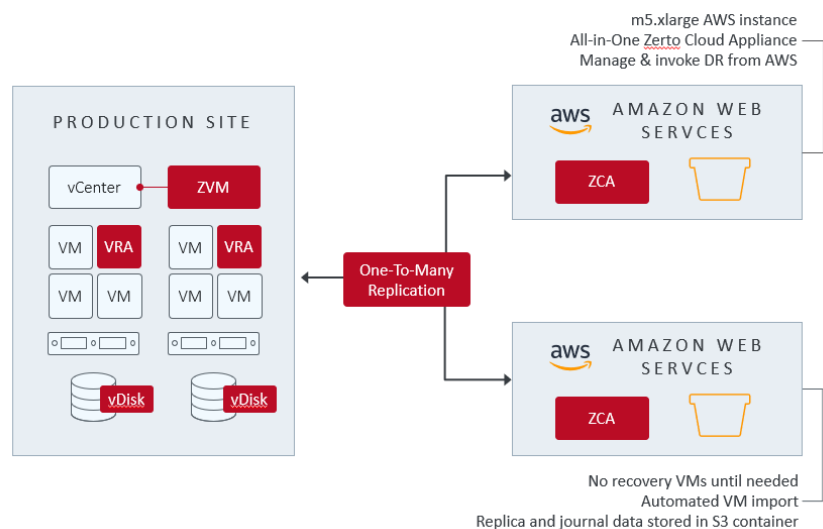 m5.xlarge AWS instance
All-in-One Zerto Cloud Appliance
Manage & invoke DR from AWS
PRODUCTION SITE
vCenter
ZVM
VM
VRA
VM
VRA
VM
VM
VM
VM
vDisk
vDisk
One-To-Many
Replication
aws
AMAZON WEB
SERVCES
ZCA
aws
AMAZON WEB
SERVCES
ZCA
No recovery VMs until needed
Automated VM import
Replica and journal data stored in S3 container